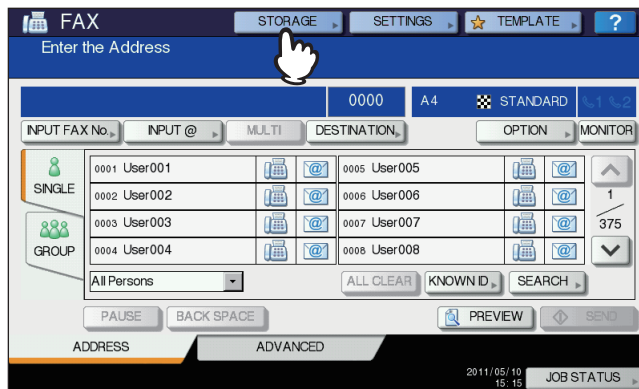 FAX STORAGE SETTINGS TEMPLATE ?
Enter the Address
0000 A4 STANDARD 1 2
INPUT FAX No. INPUT @ MULTI DESTINATION OPTION MONITOR
SINGLE
GROUP
0001 User001 @ 0005 User005 @
0002 User002 @ 0006 User006 @
0003 User003 @ 0007 User007 @
0004 User004 @ 0008 User008 @
1
375
All Persons ALL CLEAR KNOWN ID SEARCH
PAUSE BACK SPACE PREVIEW SEND
ADDRESS ADVANCED
2011/05/10
15:15 JOB STATUS